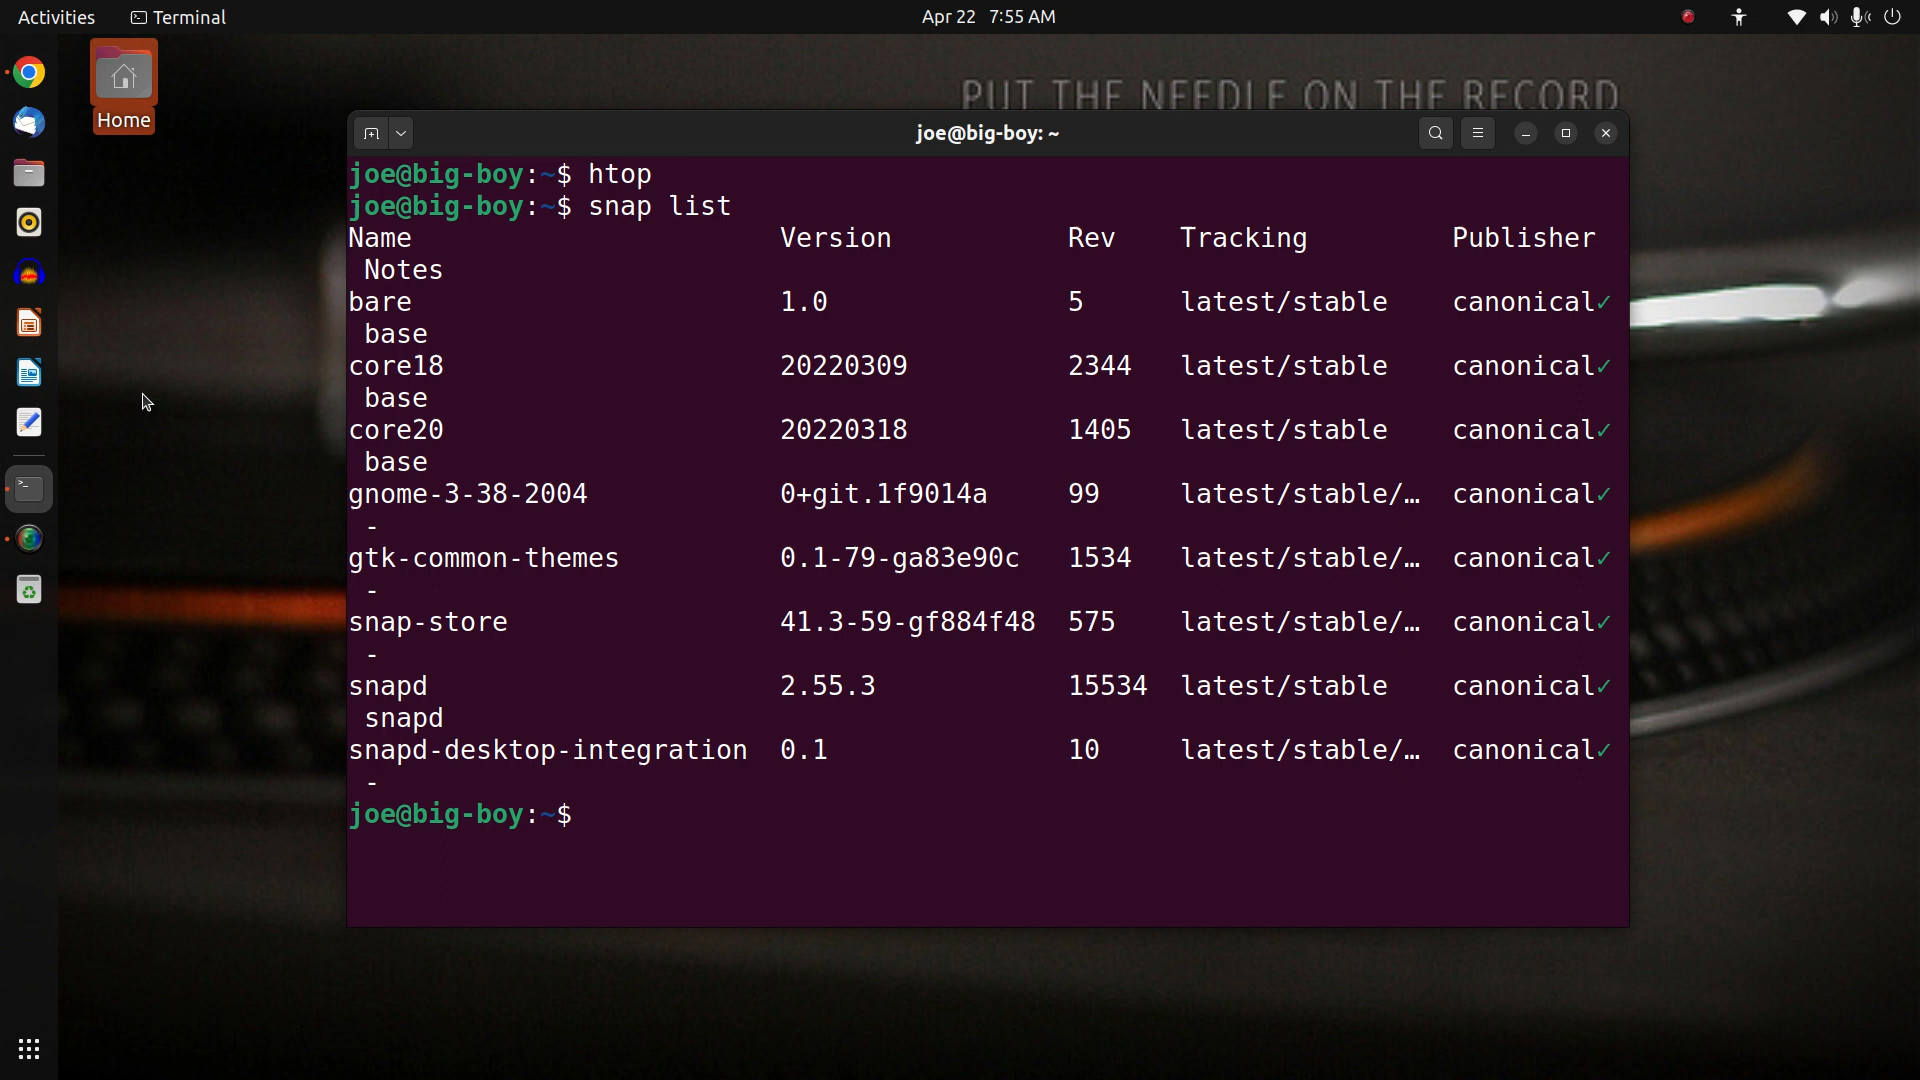 Activities Terminal Apr 22 7:55 AM
Home
PUT THE NEEDLE ON THE RECORD
joe@big-boy: ~
joe@big-boy:~$ htop
joe@big-boy:~$ snap list
Name Version Rev Tracking Publisher
Notes
bare 1.0 5 latest/stable canonical✓
base
core18 20220309 2344 latest/stable canonical✓
base
core20 20220318 1405 latest/stable canonical✓
base
gnome-3-38-2004 0+git.1f9014a 99 latest/stable/… canonical✓
-
gtk-common-themes 0.1-79-ga83e90c 1534 latest/stable/… canonical✓
-
snap-store 41.3-59-gf884f48 575 latest/stable/… canonical✓
-
snapd 2.55.3 15534 latest/stable canonical✓
snapd
snapd-desktop-integration 0.1 10 latest/stable/… canonical✓
-
joe@big-boy:~$